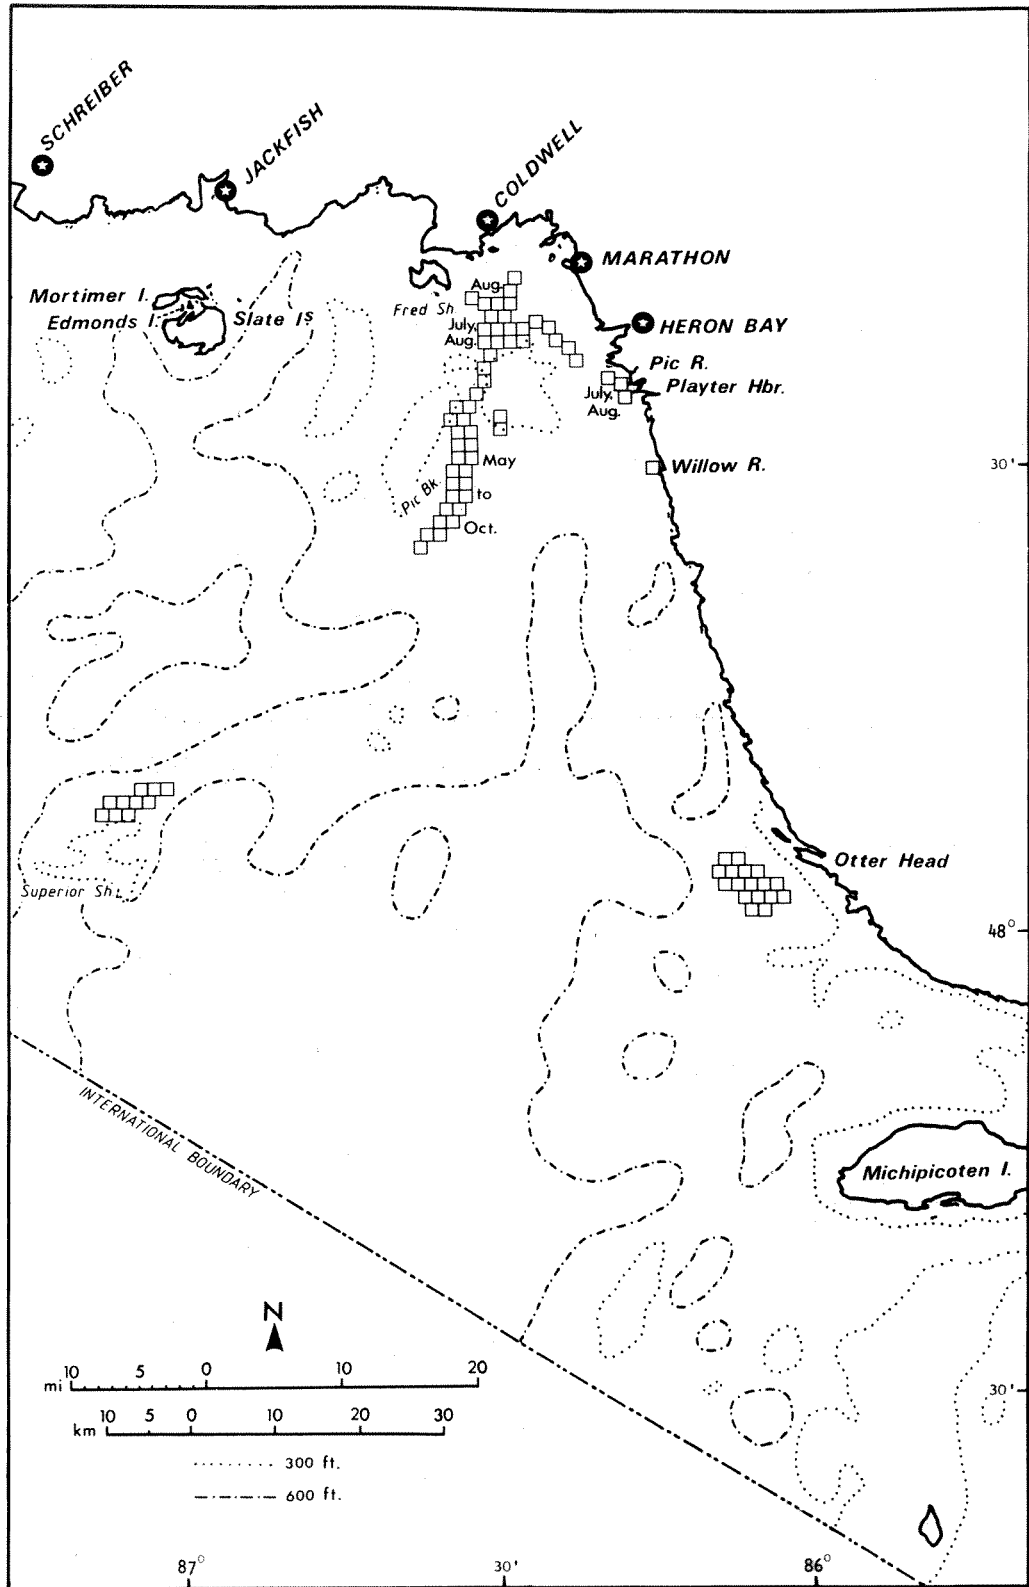 SCHREIBER
JACKFISH
COLDWELL
MARATHON
Mortimer I.
Edmonds I.
Slate Is
Fred Sh.
Aug.
July,
Aug.
HERON BAY
Pic R.
Playter Hbr.
July,
Aug.
May
Willow R.
30'
Pic Bk.
to
Oct.
Otter Head
Superior Sh.
48°
INTERNATIONAL BOUNDARY
Michipicoten I.
N
10 5 0 10 20
mi
10 5 0 10 20 30
km
30'
300 ft.
600 ft.
87° 30' 86°